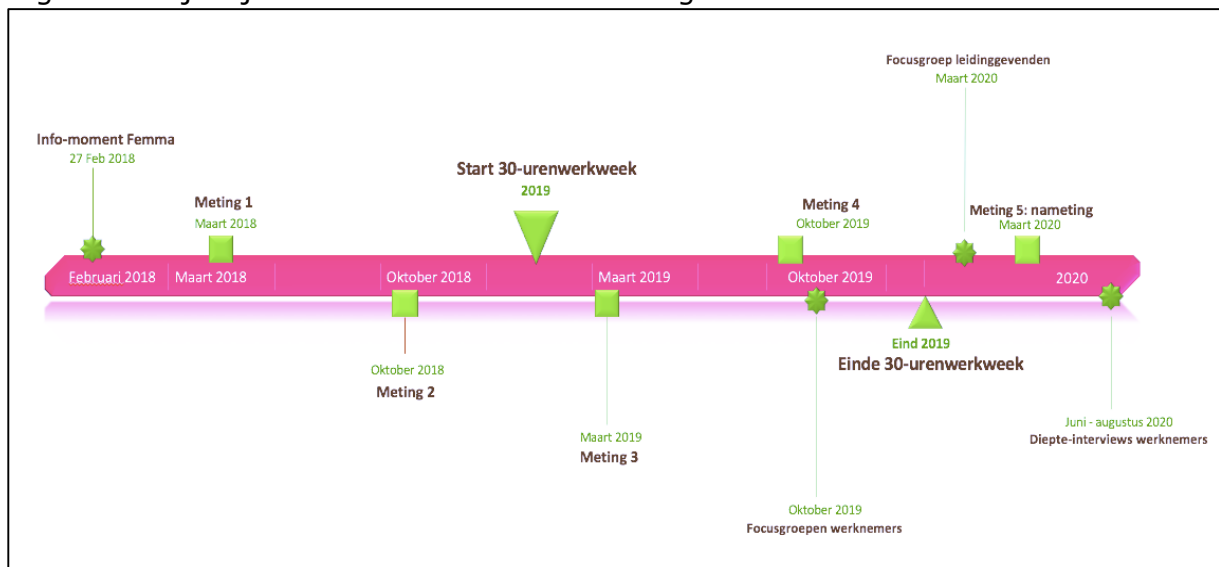 Focusgroep leidinggevenden
Maart 2020
Info-moment Femma
27 Feb 2018
Start 30-urenwerkweek
2019
Meting 1
Maart 2018
Meting 4
Oktober 2019
Meting 5: nameting
Maart 2020
Februari 2018
Maart 2018
Oktober 2018
Maart 2019
Oktober 2019
2020
Oktober 2018
Meting 2
Eind 2019
Einde 30-urenwerkweek
Maart 2019
Meting 3
Juni - augustus 2020
Diepte-interviews werknemers
Oktober 2019
Focusgroepen werknemers